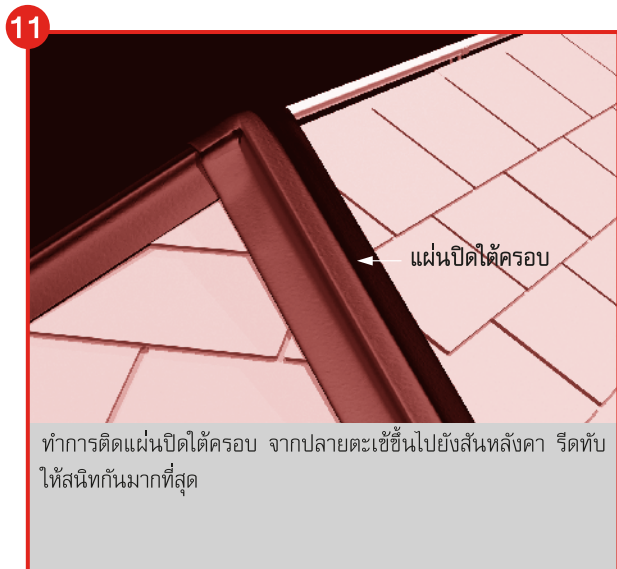 11
แผ่นปิดใต้ครอบ
ทำการติดแผ่นปิดใต้ครอบ จากปลายตะเข้ขึ้นไปยังสันหลังคา รีดทับ
ให้สนิทกันมากที่สุด